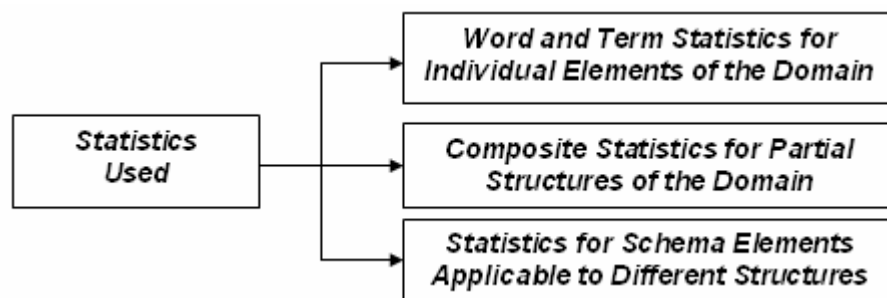 Statistics
Used
Word and Term Statistics for
Individual Elements of the Domain
Composite Statistics for Partial
Structures of the Domain
Statistics for Schema Elements
Applicable to Different Structures